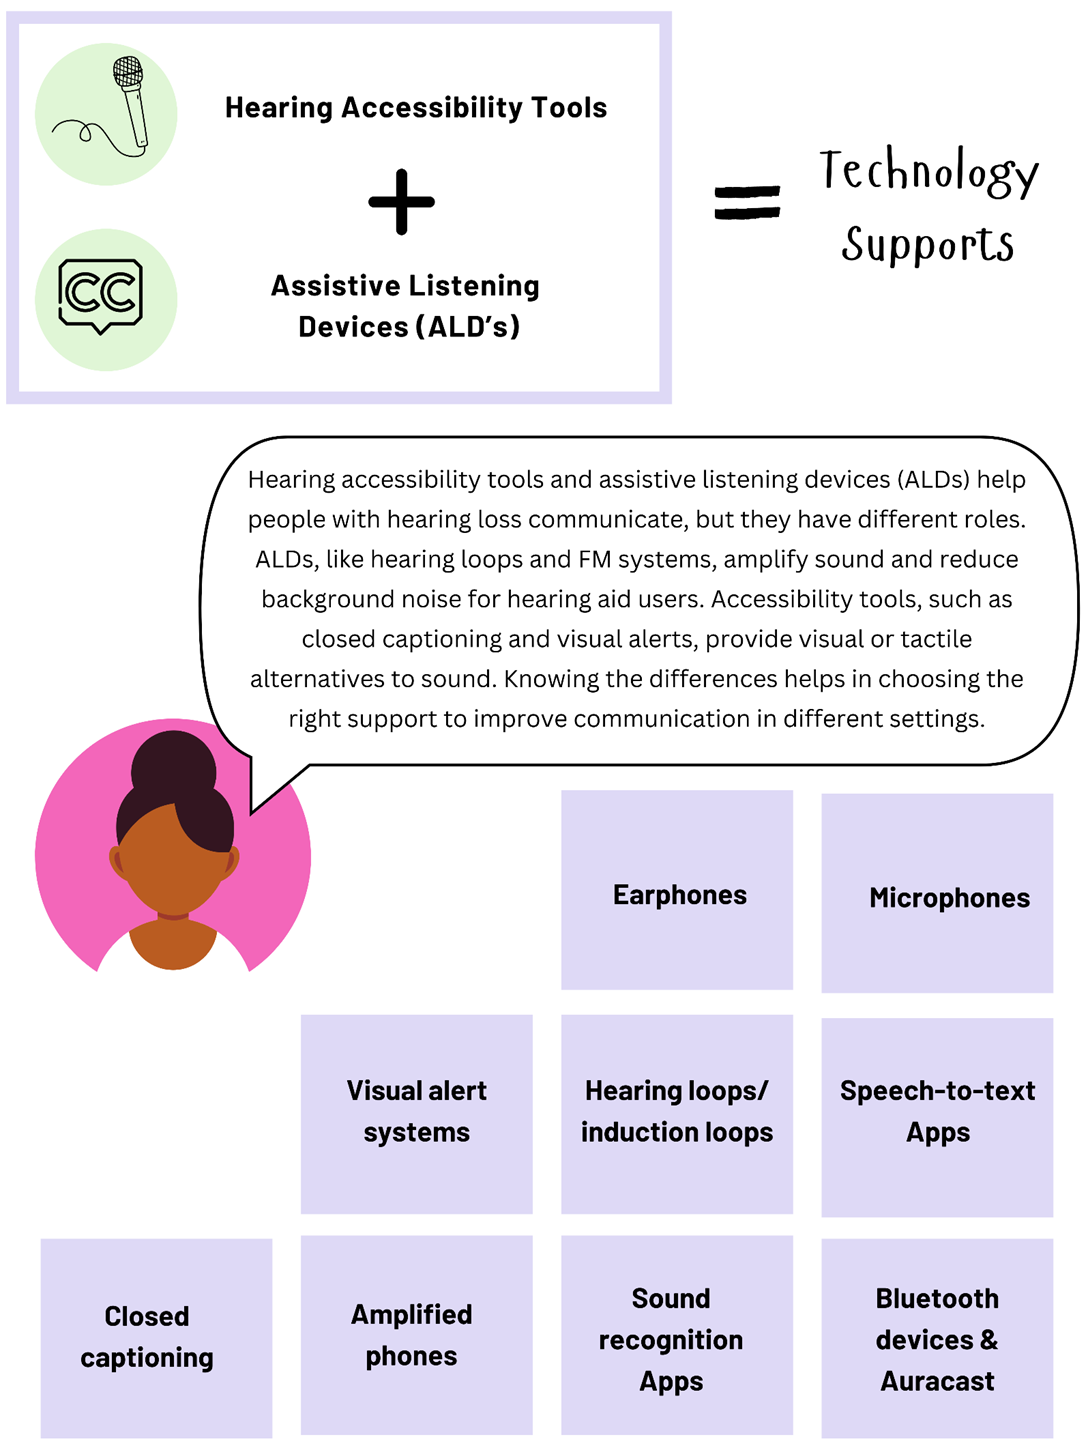 Hearing Accessibility Tools
CC
Assistive Listening
Devices (ALD’s)
Technology
Supports
Hearing accessibility tools and assistive listening devices (ALDs) help
people with hearing loss communicate, but they have different roles.
ALDs, like hearing loops and FM systems, amplify sound and reduce
background noise for hearing aid users. Accessibility tools, such as
closed captioning and visual alerts, provide visual or tactile
alternatives to sound. Knowing the differences helps in choosing the
right support to improve communication in different settings.
Earphones
Microphones
Visual alert
systems
Hearing loops/
induction loops
Speech-to-text
Apps
Closed
captioning
Amplified
phones
Sound
recognition
Apps
Bluetooth
devices &
Auracast